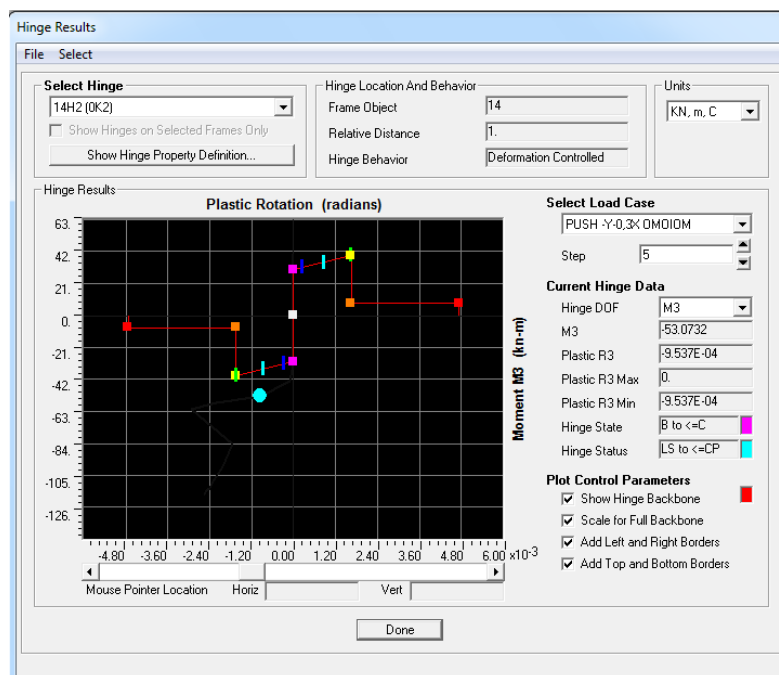 Hinge Results
File Select
Select Hinge
14H2 (0K2)
Show Hinges on Selected Frames Only
Show Hinge Property Definition...
Hinge Location And Behavior
Frame Object 14
Relative Distance 1.
Hinge Behavior Deformation Controlled
Units
KN, m, C
Hinge Results
Plastic Rotation (radians)
63.
42.
21.
0.
-21.
-42.
-63.
-84.
-105.
-126.
Moment M3 (kn-m)
-4.80 -3.60 -2.40 -1.20 0.00 1.20 2.40 3.60 4.80 6.00 x10 -3
Mouse Pointer Location Horiz Vert
Select Load Case
PUSH -Y-0,3X OMOIOM
Step 5
Current Hinge Data
Hinge DOF M3
M3 -53.0732
Plastic R3 -9.537E-04
Plastic R3 Max 0.
Plastic R3 Min -9.537E-04
Hinge State B to <=C
Hinge Status LS to <=CP
Plot Control Parameters
Show Hinge Backbone
Scale for Full Backbone
Add Left and Right Borders
Add Top and Bottom Borders
Done